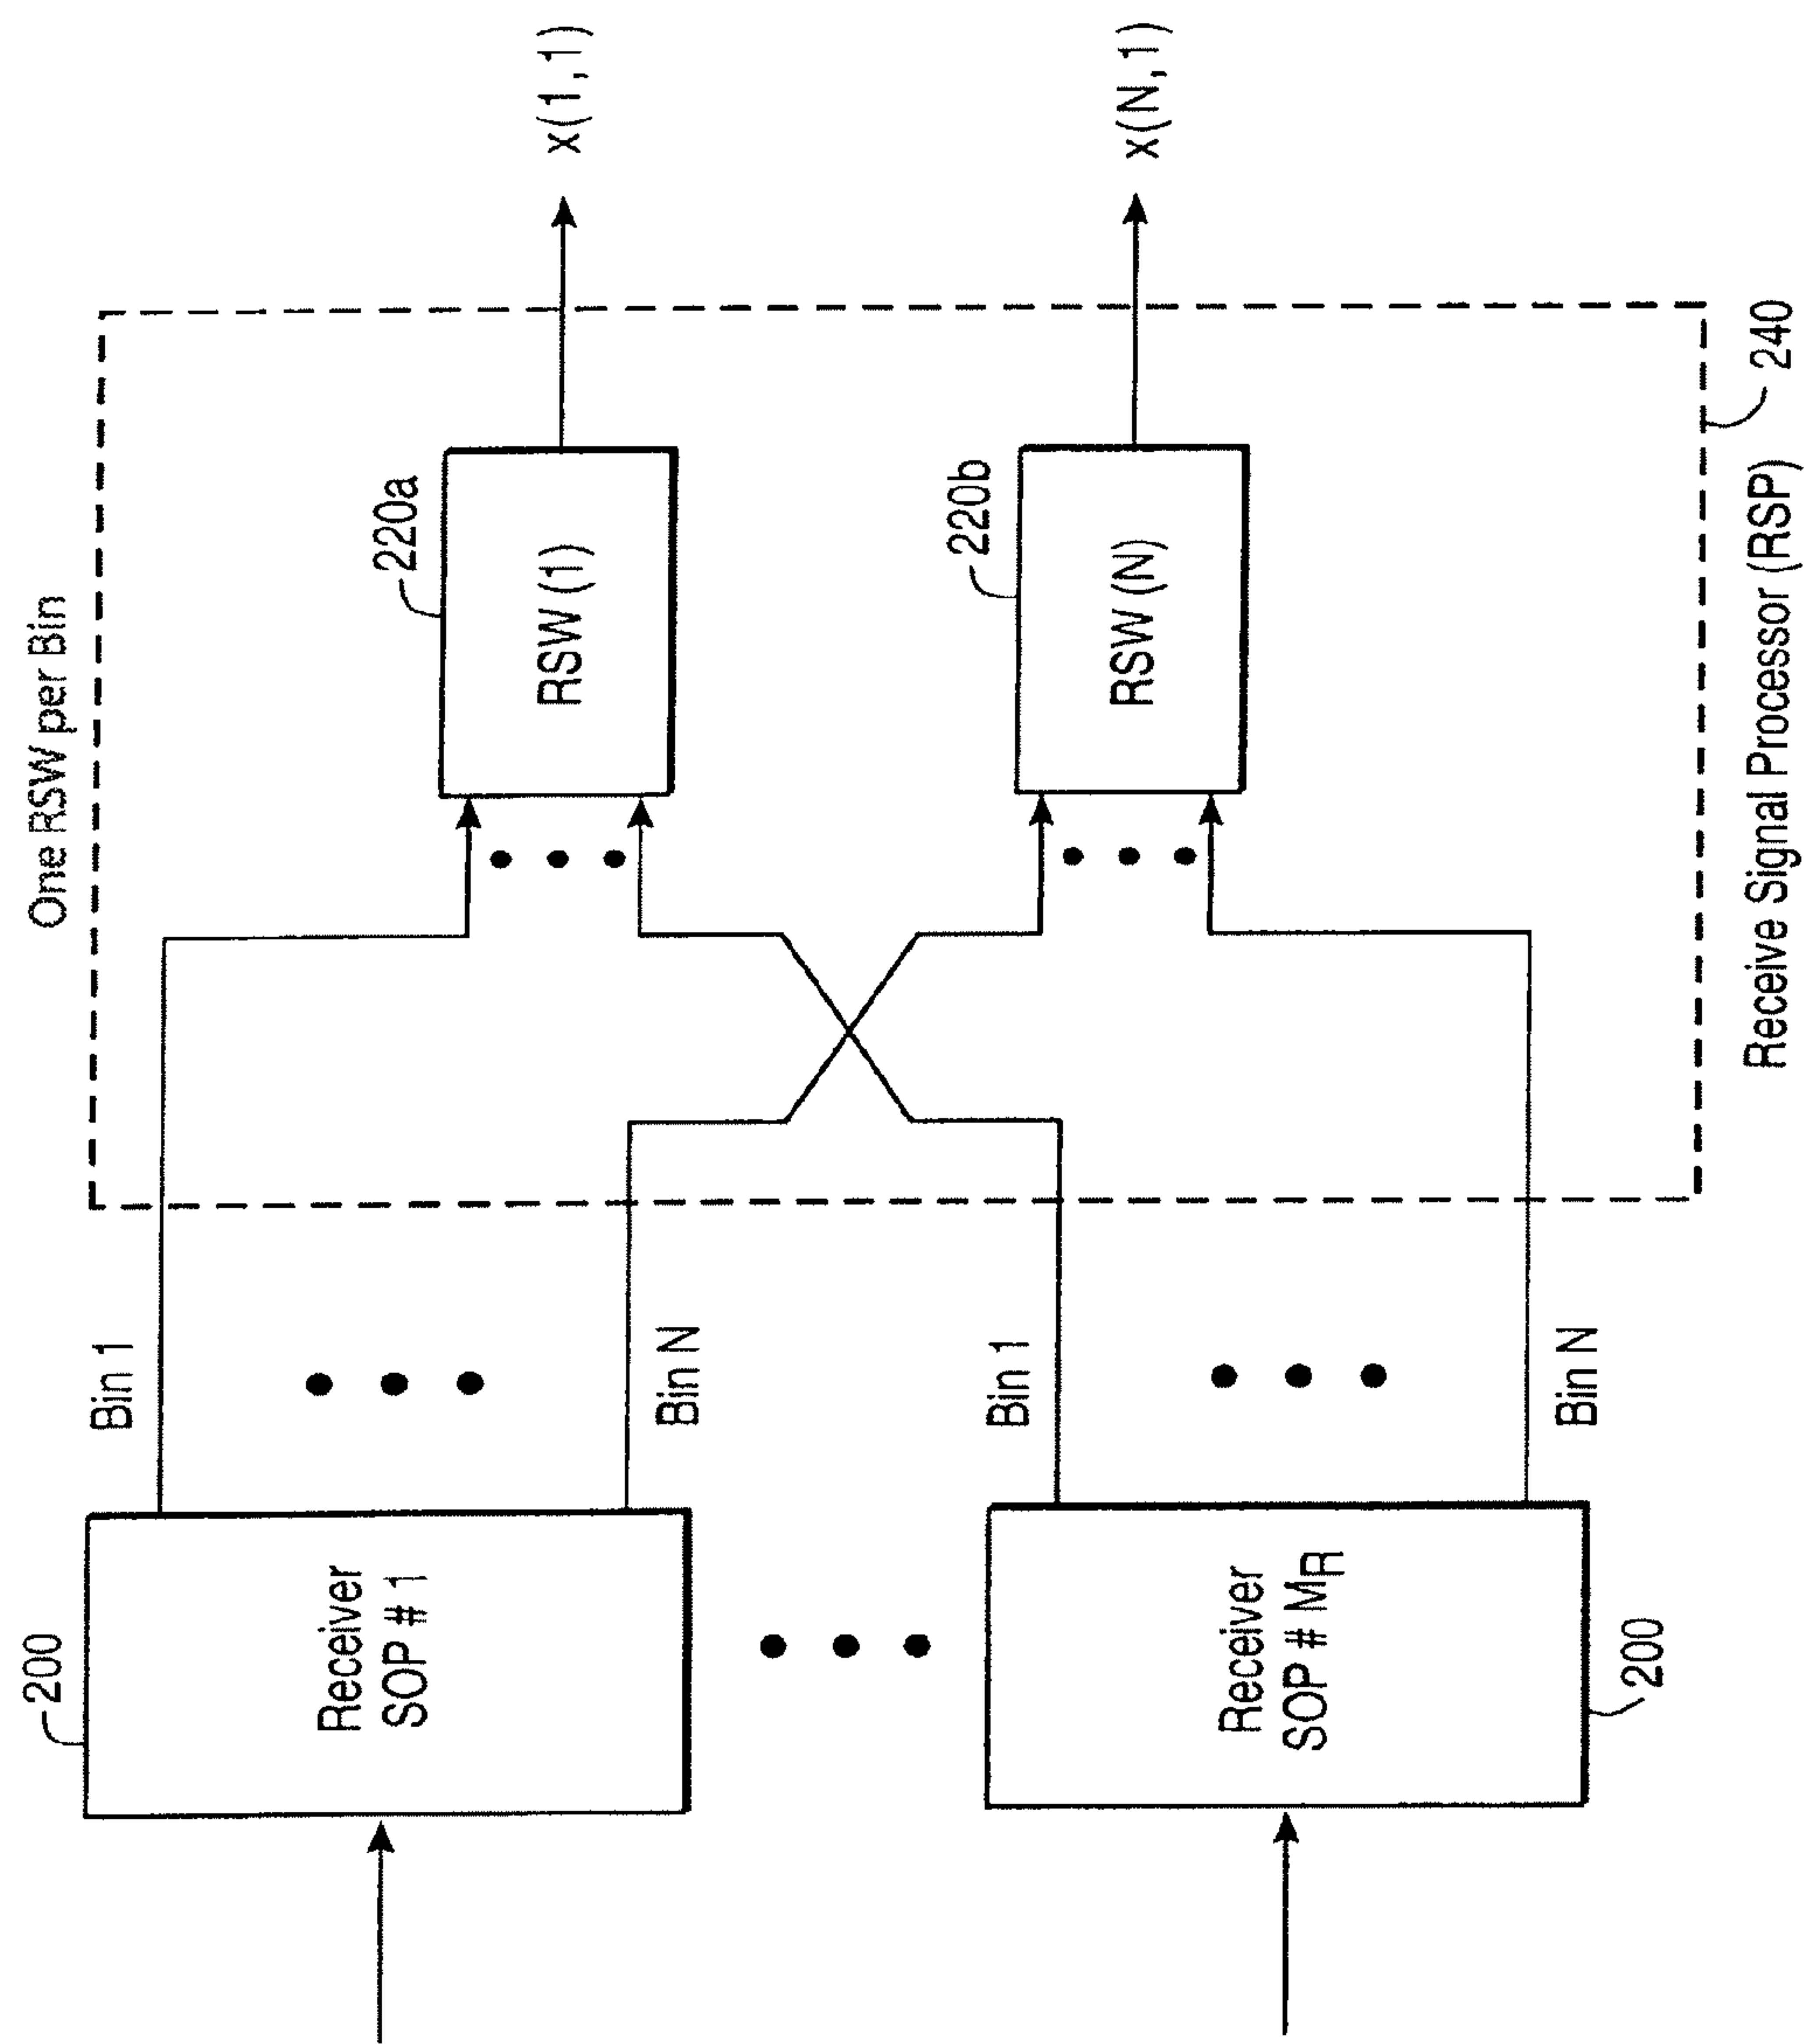 One RSW per Bin
200
Receiver
SOP # 1
Bin 1
Bin N
220a
RSW (1)
x(1,1)
Receiver
SOP # MR
200
Bin 1
Bin N
220b
RSW (N)
x(N,1)
240
Receive Signal Processor (RSP)